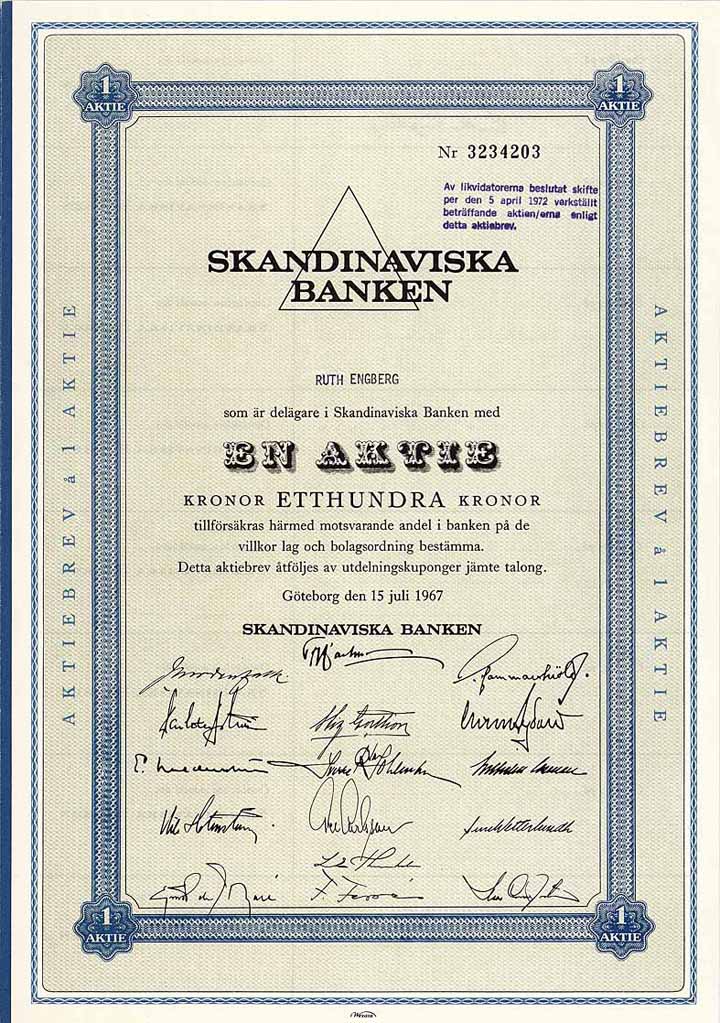 1
AKTIE
1
AKTIE
Nr 3234203
Av likvidatorerna beslutat skifte
per den 5 april 1972 verkställt
beträffande aktien/erna enligt
detta aktiebrev.
SKANDINAVISKA
BANKEN
AKTIEBREV à 1 AKTIE
AKTIEBREV à 1 AKTIE
RUTH ENGBERG
som är delägare i Skandinaviska Banken med
EN AKTIE
KRONOR ETTHUNDRA KRONOR
tillförsäkras härmed motsvarande andel i banken på de
villkor lag och bolagsordning bestämma.
Detta aktiebrev åtföljes av utdelningskuponger jämte talong.
Göteborg den 15 juli 1967
SKANDINAVISKA BANKEN
1
AKTIE
1
AKTIE